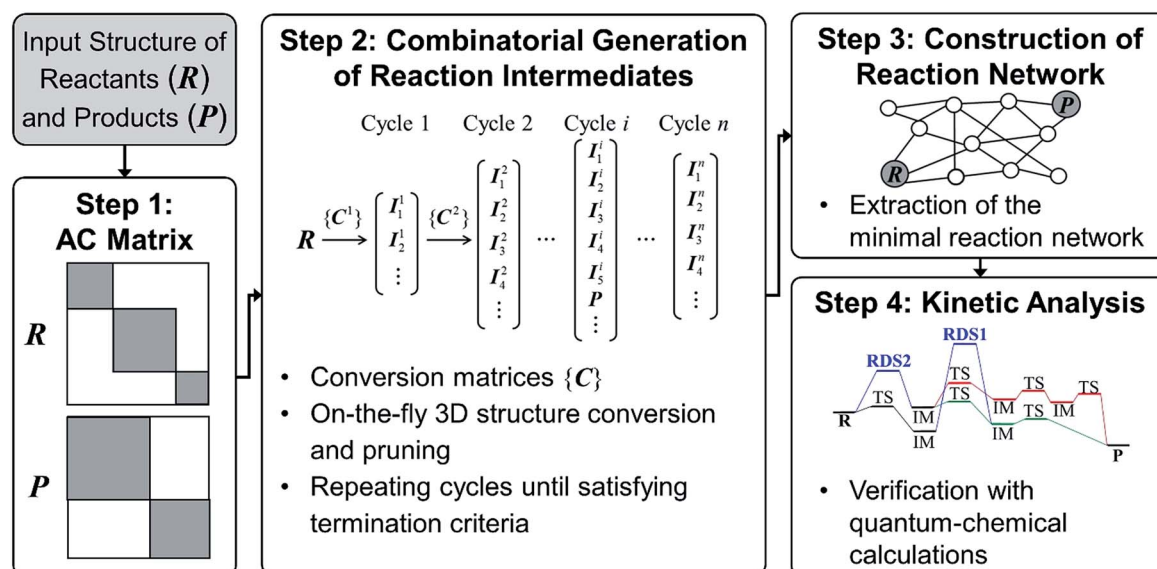 Input Structure of
Reactants (R)
and Products (P)
Step 1:
AC Matrix
R
P
Step 2: Combinatorial Generation
of Reaction Intermediates
Cycle 1 Cycle 2 Cycle i Cycle n
R {C¹} I₁¹ I₂¹ ⋮ {C²} I₁² I₂² I₃² I₄² ⋮ ... I₁ⁱ I₂ⁱ I₃ⁱ I₄ⁱ I₅ⁱ P ⋮ ... I₁ⁿ I₂ⁿ I₃ⁿ I₄ⁿ ⋮
• Conversion matrices {C}
• On-the-fly 3D structure conversion
and pruning
• Repeating cycles until satisfying
termination criteria
Step 3: Construction of
Reaction Network
P
R
• Extraction of the
minimal reaction network
Step 4: Kinetic Analysis
RDS1
RDS2
TS TS TS TS
R IM IM IM
TS
IM IM
P
• Verification with
quantum-chemical
calculations